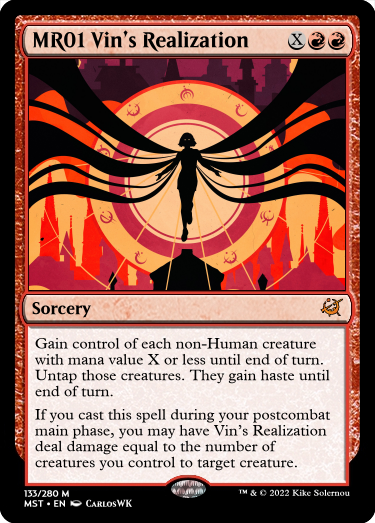 MR01 Vin's Realization X
Sorcery
Gain control of each non-Human creature
with mana value X or less until end of turn.
Untap those creatures. They gain haste until
end of turn.
If you cast this spell during your postcombat
main phase, you may have Vin's Realization
deal damage equal to the number of
creatures you control to target creature.
133/280 M
MST • EN CarlosWK
™ & © 2022 Kike Solernou